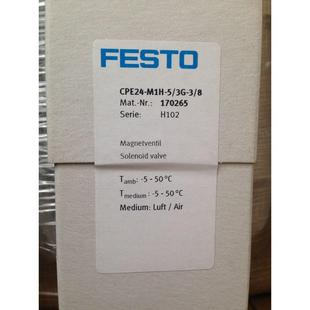 FESTO
CPE24-M1H-5/3G-3/8
Mat.-Nr.: 170265
Serie: H102
Magnetventil
Solenoid valve
Tamb: -5 - 50 °C
Tmedium: -5 - 50 °C
Medium: Luft / Air